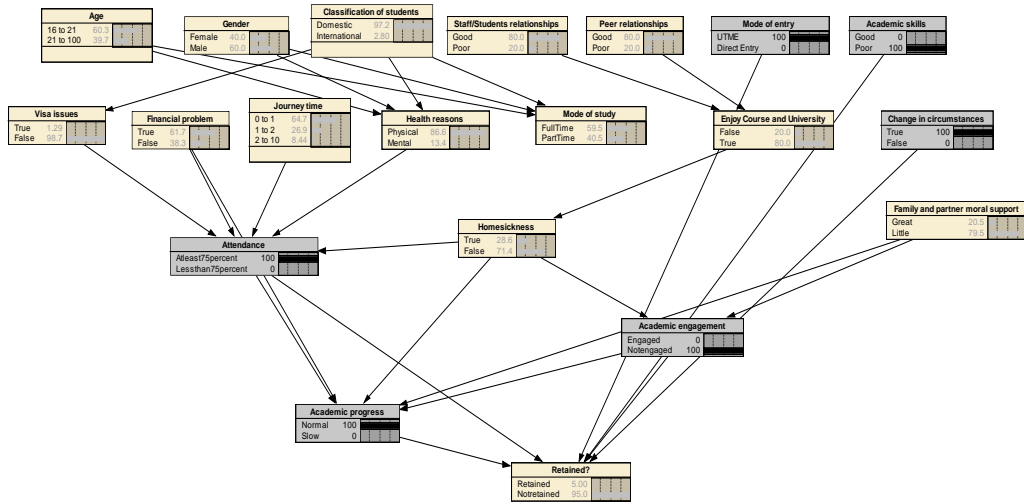 Age
16 to 21 60.3
21 to 100 39.7
Gender
Female 40.0
Male 60.0
Classification of students
Domestic 97.2
International 2.80
Staff/Students relationships
Good 80.0
Poor 20.0
Peer relationships
Good 80.0
Poor 20.0
Mode of entry
UTME 100
Direct Entry 0
Academic skills
Good 0
Poor 100
Visa issues
True 1.29
False 98.7
Financial problem
True 61.7
False 38.3
Journey time
0 to 1 64.7
1 to 2 26.9
2 to 10 8.44
Health reasons
Physical 86.6
Mental 13.4
Mode of study
FullTime 59.5
PartTime 40.5
Enjoy Course and University
False 20.0
True 80.0
Change in circumstances
True 100
False 0
Family and partner moral support
Great 20.5
Little 79.5
Homesickness
True 28.6
False 71.4
Attendance
Atleast75percent 100
Lessthan75percent 0
Academic engagement
Engaged 0
Notengaged 100
Academic progress
Normal 100
Slow 0
Retained?
Retained 5.00
Notretained 95.0